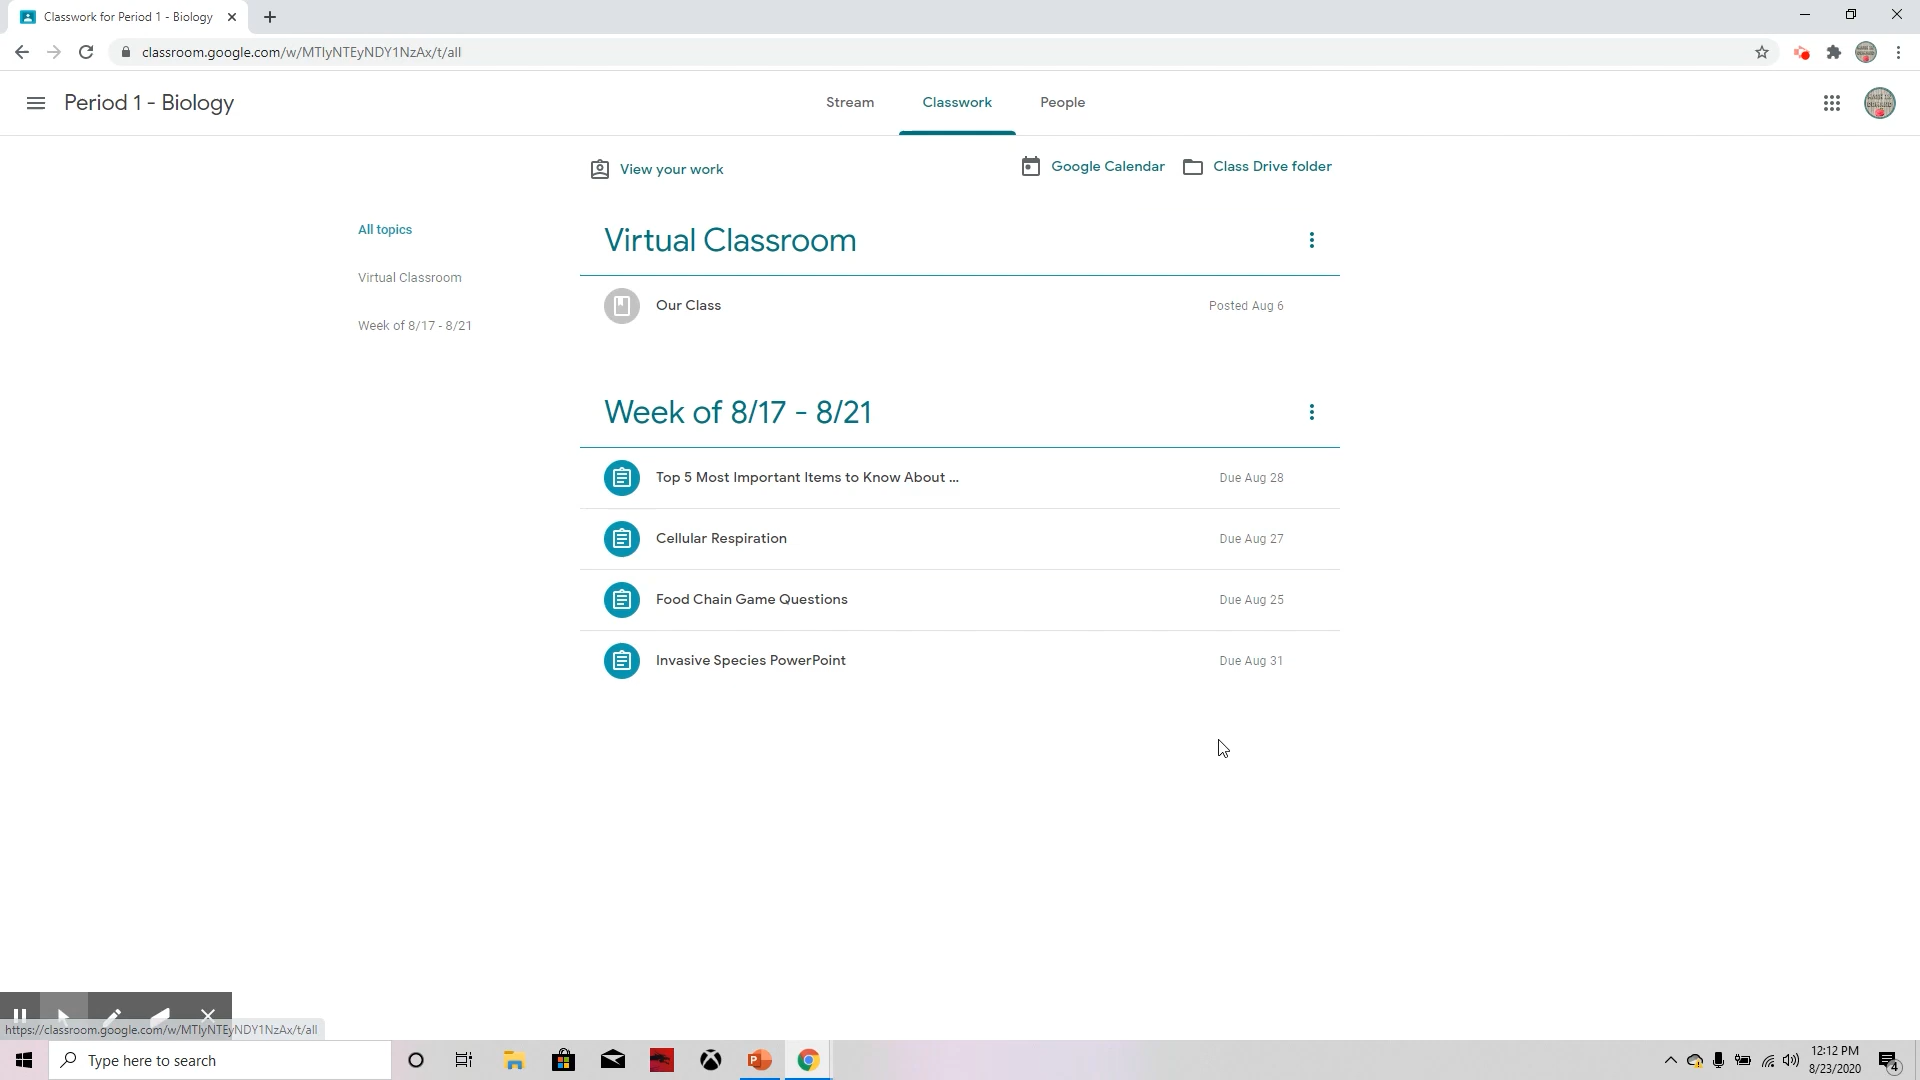 Classwork for Period 1 - Biology
classroom.google.com/w/MTIyNTEyNDY1NzAx/t/all
Period 1 - Biology
Stream
Classwork
People
View your work
Google Calendar
Class Drive folder
All topics
Virtual Classroom
Week of 8/17 - 8/21
Virtual Classroom
Our Class
Posted Aug 6
Week of 8/17 - 8/21
Top 5 Most Important Items to Know About ...
Due Aug 28
Cellular Respiration
Due Aug 27
Food Chain Game Questions
Due Aug 25
Invasive Species PowerPoint
Due Aug 31
https://classroom.google.com/w/MTIyNTEyNDY1NzAx/t/all
Type here to search
12:12 PM
8/23/2020
4